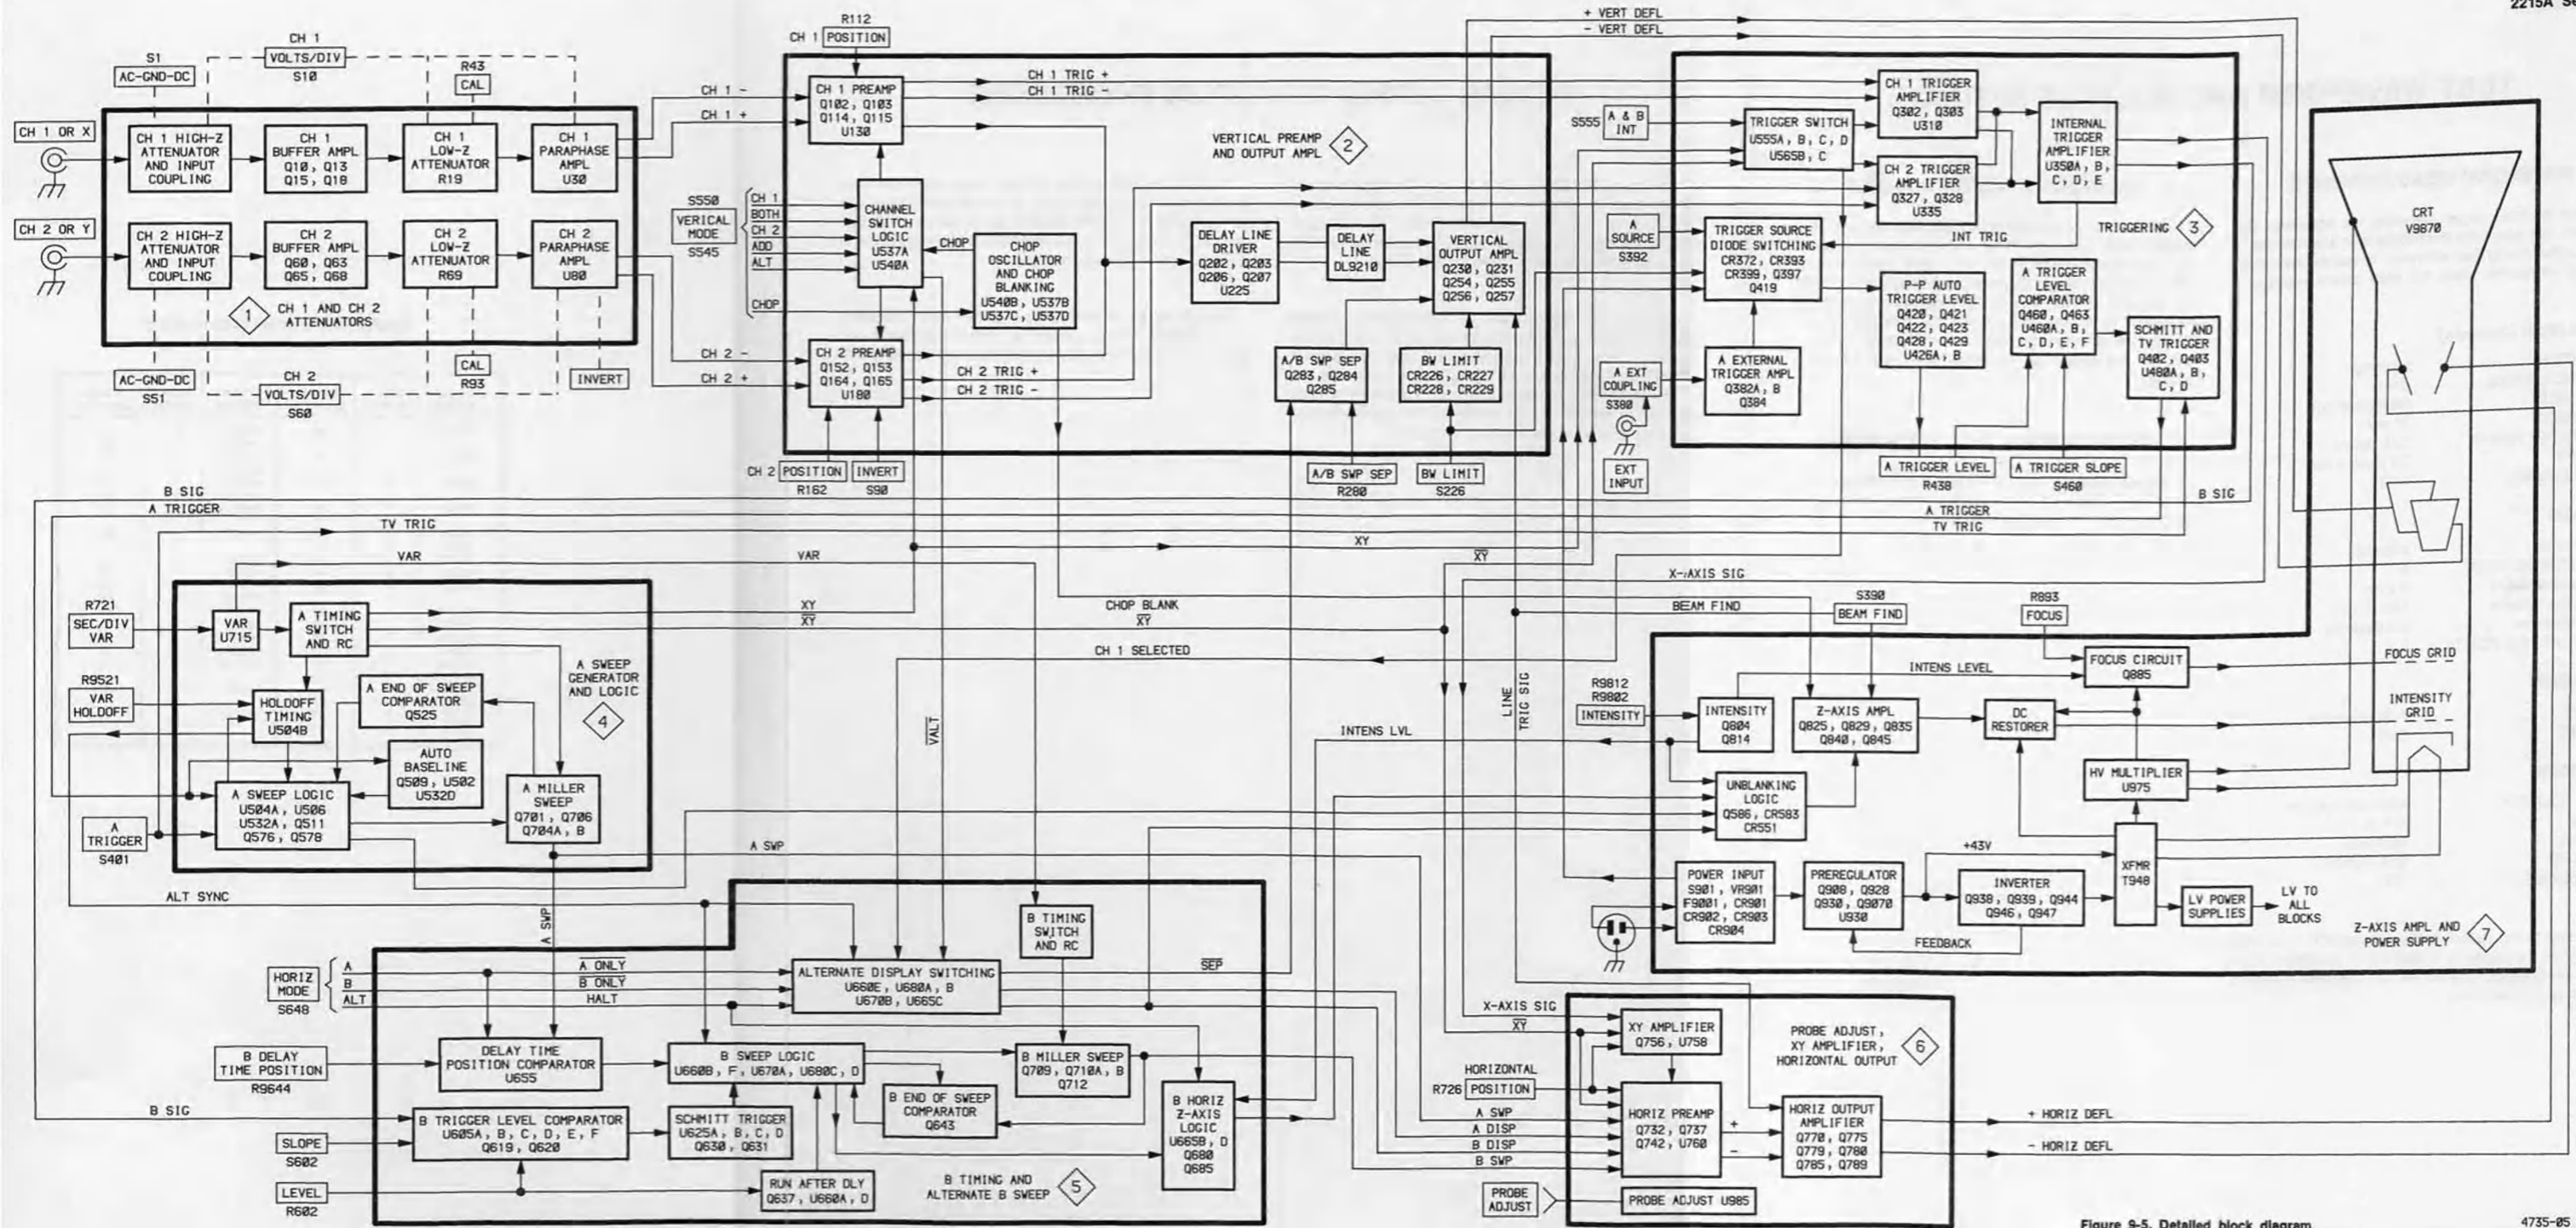 2215A Se
CH 1
VOLTS/DIV
S10
S1
AC-GND-DC
R43
CAL
CH 1 OR X
CH 1 HIGH-Z
ATTENUATOR
AND INPUT
COUPLING
CH 1
BUFFER AMPL
Q10, Q13
Q15, Q18
CH 1
LOW-Z
ATTENUATOR
R19
CH 1
PARAPHASE
AMPL
U30
CH 2 OR Y
CH 2 HIGH-Z
ATTENUATOR
AND INPUT
COUPLING
CH 2
BUFFER AMPL
Q60, Q63
Q65, Q68
CH 2
LOW-Z
ATTENUATOR
R69
CH 2
PARAPHASE
AMPL
U80
1
CH 1 AND CH 2
ATTENUATORS
AC-GND-DC
S51
CH 2
VOLTS/DIV
S60
CAL
R93
INVERT
CH 1 -
CH 1 +
CH 2 -
CH 2 +
R112
CH 1 POSITION
CH 1 PREAMP
Q102, Q103
Q114, Q115
U130
CH 1 TRIG +
CH 1 TRIG -
VERTICAL PREAMP
AND OUTPUT AMPL
2
S550
VERICAL
MODE
S545
CH 1
BOTH
CH 2
ADD
ALT
CHOP
CHANNEL
SWITCH
LOGIC
U537A
U540A
CHOP
CHOP
OSCILLATOR
AND CHOP
BLANKING
U540B, U537B
U537C, U537D
DELAY LINE
DRIVER
Q202, Q203
Q206, Q207
U225
DELAY
LINE
DL9210
VERTICAL
OUTPUT AMPL
Q230, Q231
Q254, Q255
Q256, Q257
CH 2 PREAMP
Q152, Q153
Q164, Q165
U180
CH 2 TRIG +
CH 2 TRIG -
A/B SWP SEP
Q283, Q284
Q285
BW LIMIT
CR226, CR227
CR228, CR229
CH 2 POSITION
R162
INVERT
S90
A/B SWP SEP
R280
BW LIMIT
S226
+ VERT DEFL
- VERT DEFL
S555
A & B
INT
TRIGGER SWITCH
U555A, B, C, D
U565B, C
CH 1 TRIGGER
AMPLIFIER
Q302, Q303
U310
CH 2 TRIGGER
AMPLIFIER
Q327, Q328
U335
INTERNAL
TRIGGER
AMPLIFIER
U350A, B,
C, D, E
TRIGGERING
3
A
SOURCE
S392
TRIGGER SOURCE
DIODE SWITCHING
CR372, CR393
CR399, Q397
Q419
INT TRIG
P-P AUTO
TRIGGER LEVEL
Q420, Q421
Q422, Q423
Q428, Q429
U426A, B
A TRIGGER
LEVEL
COMPARATOR
Q460, Q463
U460A, B,
C, D, E, F
SCHMITT AND
TV TRIGGER
Q402, Q403
U480A, B,
C, D
A EXT
COUPLING
S380
A EXTERNAL
TRIGGER AMPL
Q382A, B
Q384
EXT
INPUT
A TRIGGER LEVEL
R438
A TRIGGER SLOPE
S460
CRT
V9870
B SIG
B SIG
A TRIGGER
A TRIGGER
TV TRIG
TV TRIG
VAR
VAR
XY
XY
X-AXIS SIG
R721
SEC/DIV
VAR
VAR
U715
A TIMING
SWITCH
AND RC
XY
XY
CHOP BLANK
XY
CH 1 SELECTED
BEAM FIND
S390
BEAM FIND
R893
FOCUS
R9521
VAR
HOLDOFF
HOLDOFF
TIMING
U504B
A END OF SWEEP
COMPARATOR
Q525
A SWEEP
GENERATOR
AND LOGIC
4
AUTO
BASELINE
Q509, U502
U532D
A SWEEP LOGIC
U504A, U506
U532A, Q511
Q576, Q578
A MILLER
SWEEP
Q701, Q706
Q704A, B
A
TRIGGER
S401
A SWP
A SWP
ALT SYNC
VALT
INTENS LVL
LINE
TRIG SIG
R9812
R9802
INTENSITY
INTENSITY
Q804
Q814
INTENS LEVEL
Z-AXIS AMPL
Q825, Q829, Q835
Q840, Q845
FOCUS CIRCUIT
Q885
FOCUS GRID
DC
RESTORER
INTENSITY
GRID
UNBLANKING
LOGIC
Q586, CR583
CR551
HV MULTIPLIER
U975
POWER INPUT
S901, VR901
F9001, CR901
CR902, CR903
CR904
PREREGULATOR
Q908, Q928
Q930, Q9070
U930
+43V
INVERTER
Q938, Q939, Q944
Q946, Q947
FEEDBACK
XFMR
T948
LV POWER
SUPPLIES
LV TO
ALL
BLOCKS
Z-AXIS AMPL AND
POWER SUPPLY
7
HORIZ
MODE
S648
A
B
ALT
A ONLY
B ONLY
HALT
ALTERNATE DISPLAY SWITCHING
U660E, U680A, B
U670B, U665C
B TIMING
SWITCH
AND RC
SEP
B DELAY
TIME POSITION
R9644
DELAY TIME
POSITION COMPARATOR
U655
B SWEEP LOGIC
U660B, F, U670A, U680C, D
B MILLER SWEEP
Q709, Q710A, B
Q712
B END OF SWEEP
COMPARATOR
Q643
B HORIZ
Z-AXIS
LOGIC
U665B, D
Q680
Q685
B SIG
B TRIGGER LEVEL COMPARATOR
U605A, B, C, D, E, F
Q619, Q620
SCHMITT TRIGGER
U625A, B, C, D
Q630, Q631
SLOPE
S602
LEVEL
R602
RUN AFTER DLY
Q637, U660A, D
B TIMING AND
ALTERNATE B SWEEP
5
X-AXIS SIG
XY
XY AMPLIFIER
Q756, U758
PROBE ADJUST,
XY AMPLIFIER,
HORIZONTAL OUTPUT
6
HORIZONTAL
R726 POSITION
A SWP
A DISP
B DISP
B SWP
HORIZ PREAMP
Q732, Q737
Q742, U760
+
-
HORIZ OUTPUT
AMPLIFIER
Q770, Q775
Q779, Q780
Q785, Q789
+ HORIZ DEFL
- HORIZ DEFL
PROBE
ADJUST
PROBE ADJUST U985
4735-05
Figure 9-5. Detailed block diagram